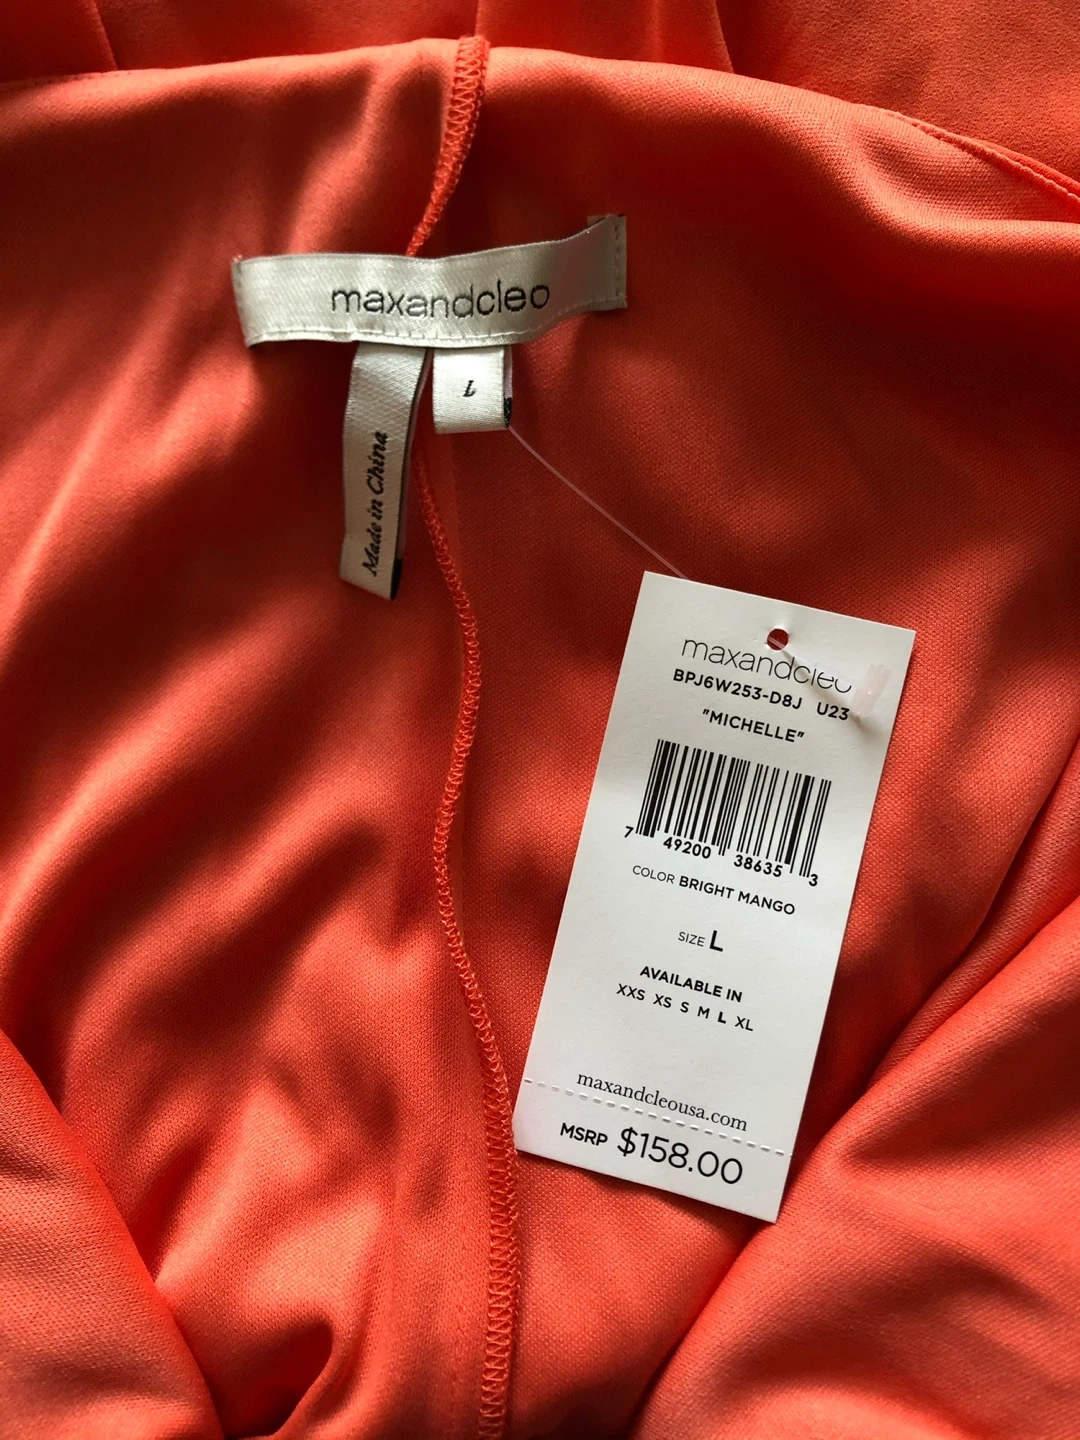 maxandcleo
L
Made in China
maxandcleo
BPJ6W253-D8J U23
"MICHELLE"
7 49200 38635 3
COLOR BRIGHT MANGO
SIZE L
AVAILABLE IN
XXS XS S M L XL
maxandcleousa.com
MSRP $158.00